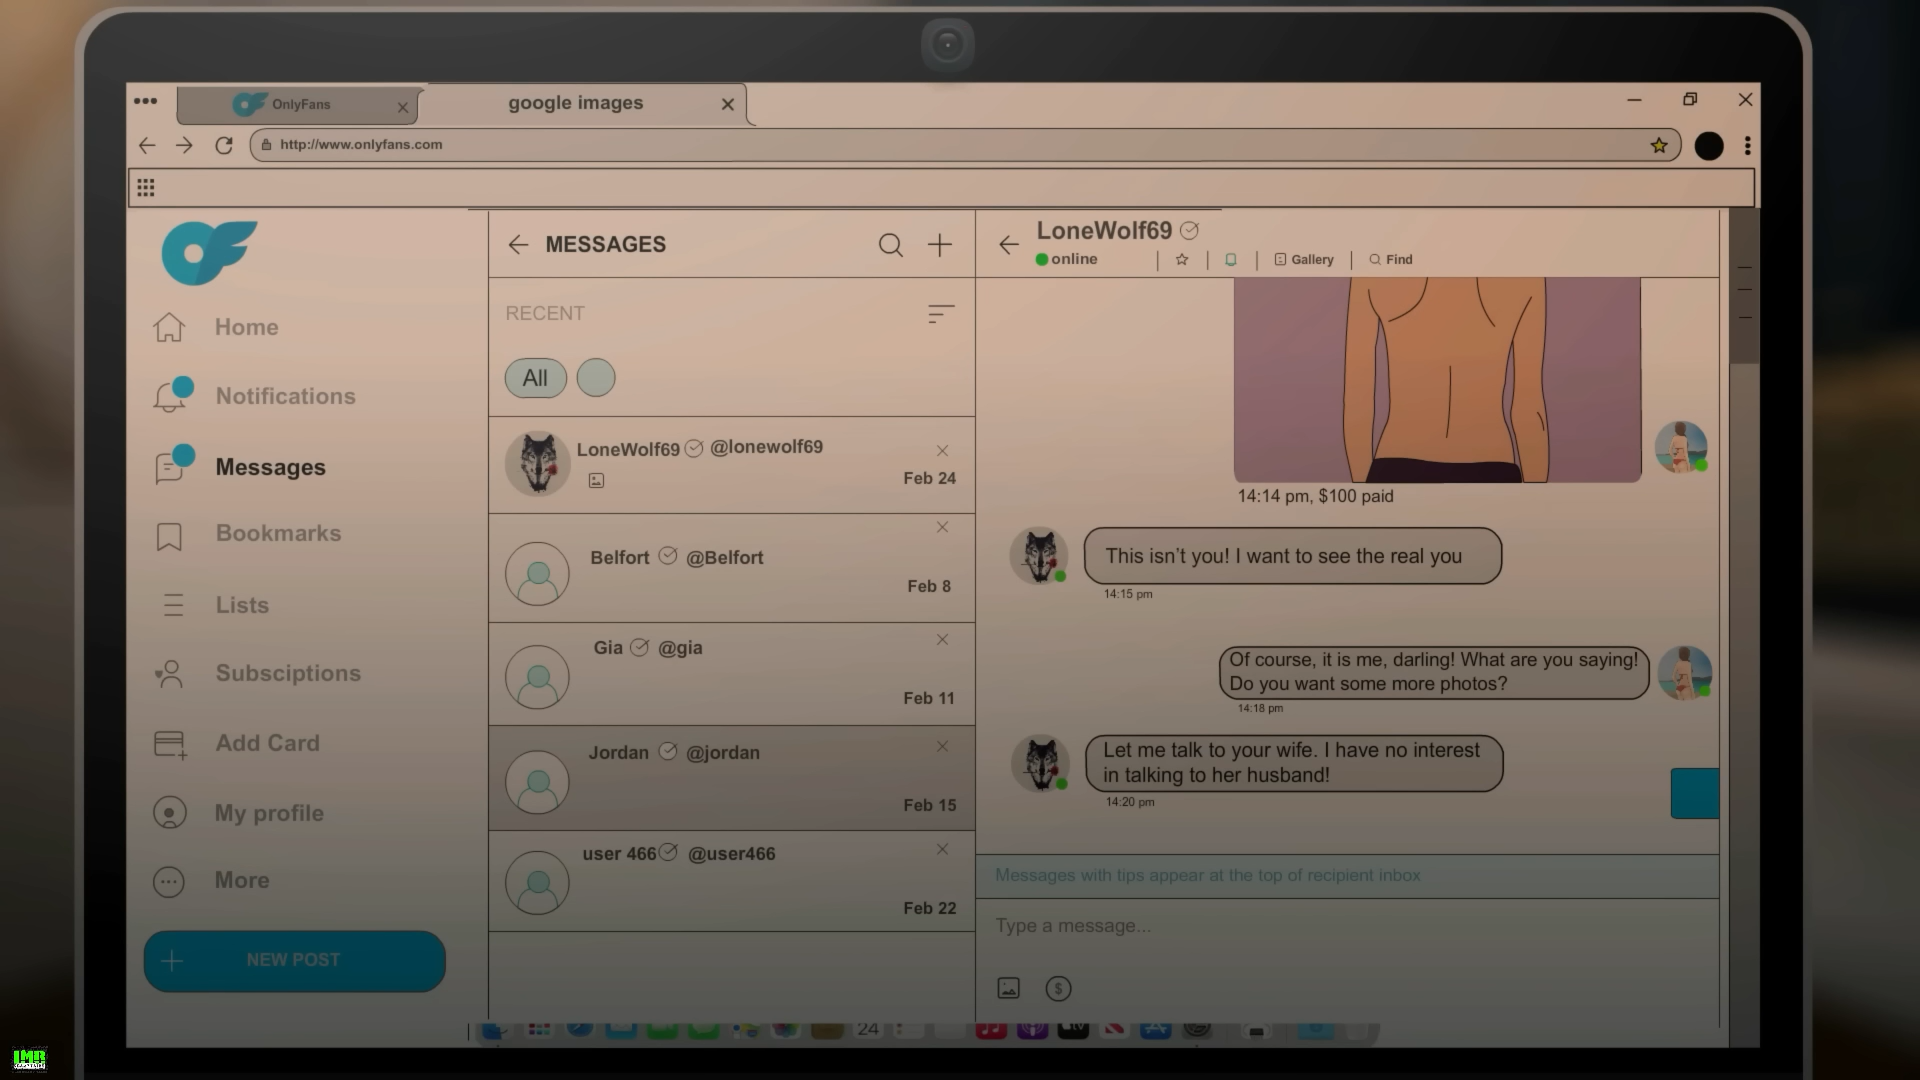 OnlyFans
google images
http://www.onlyfans.com
Home
Notifications
Messages
Bookmarks
Lists
Subsciptions
Add Card
My profile
More
NEW POST
MESSAGES
RECENT
All
LoneWolf69 @lonewolf69
Feb 24
Belfort @Belfort
Feb 8
Gia @gia
Feb 11
Jordan @jordan
Feb 15
user 466 @user466
Feb 22
LoneWolf69
online
Gallery
Find
14:14 pm, $100 paid
This isn’t you! I want to see the real you
14:15 pm
Of course, it is me, darling! What are you saying!
Do you want some more photos?
14:18 pm
Let me talk to your wife. I have no interest
in talking to her husband!
14:20 pm
Messages with tips appear at the top of recipient inbox
Type a message...
$
24
tv
LMR